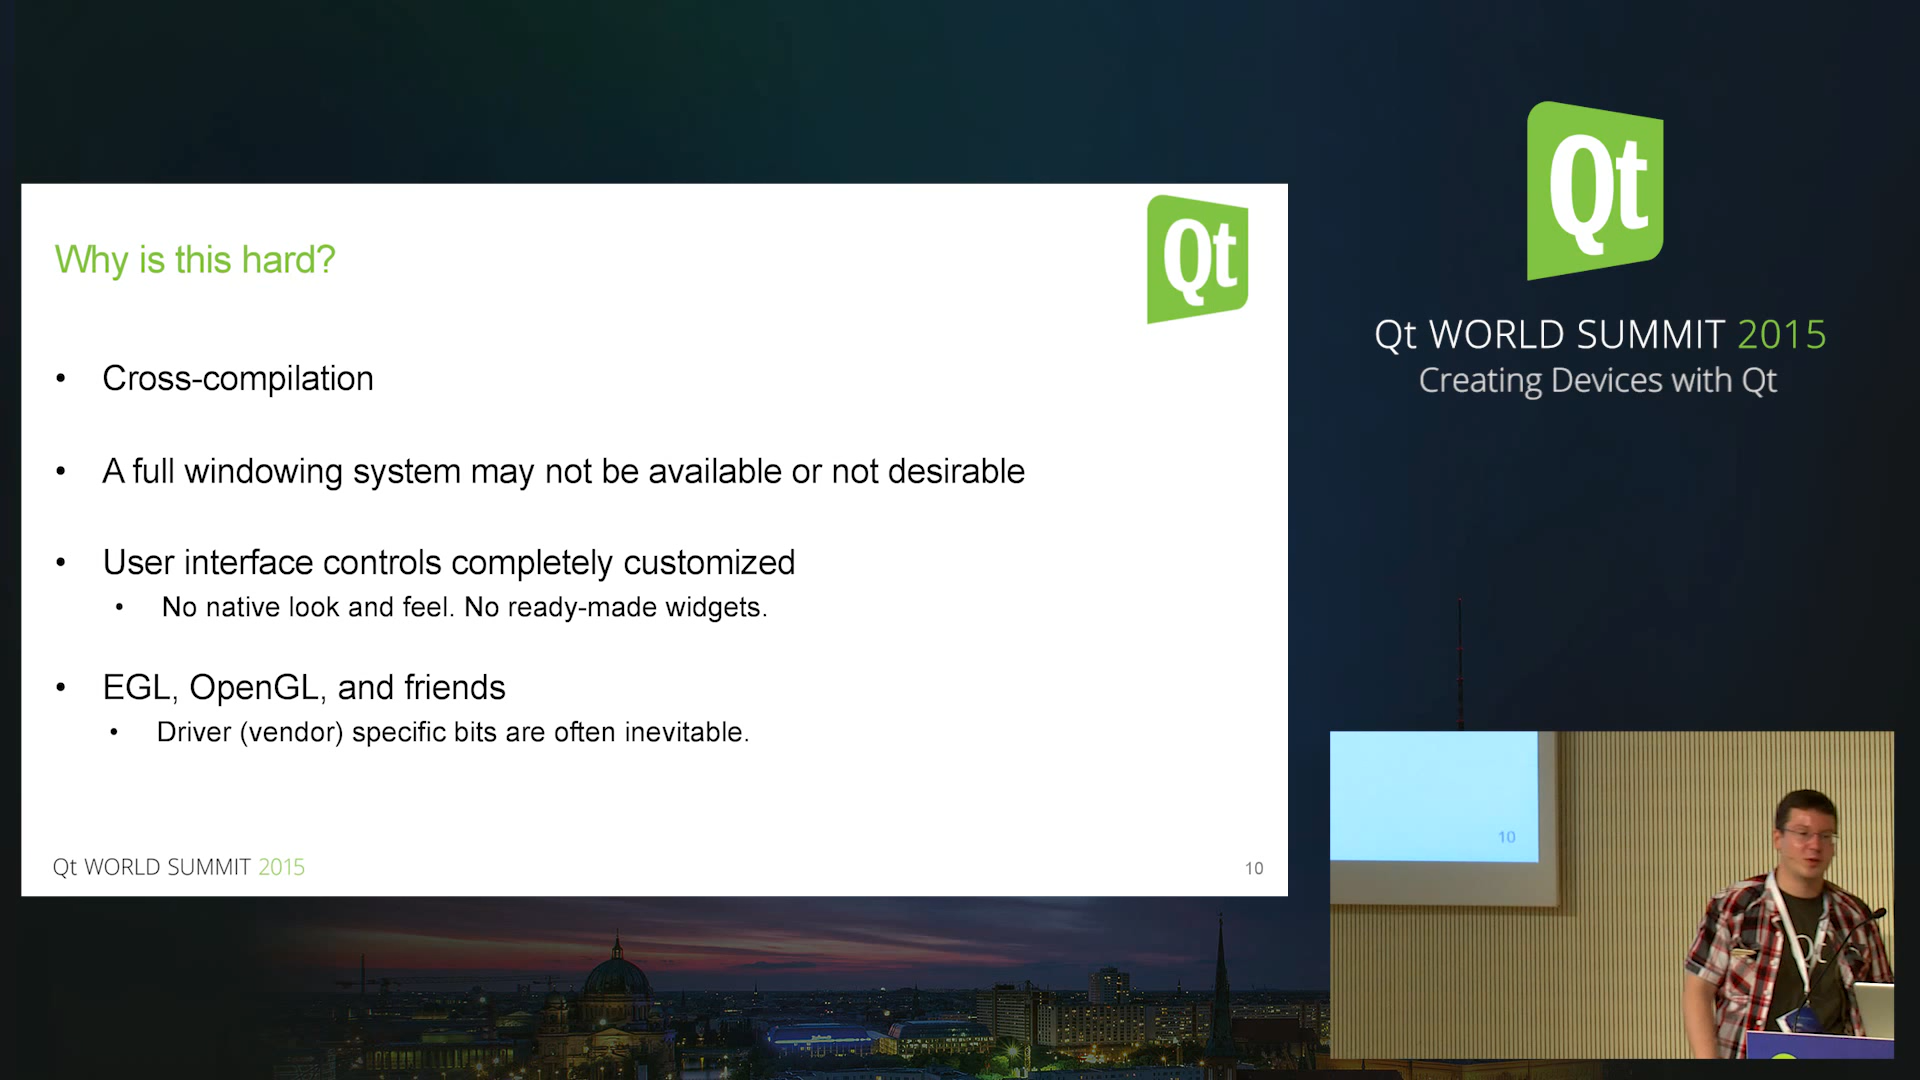 Why is this hard?
Qt
• Cross-compilation
• A full windowing system may not be available or not desirable
• User interface controls completely customized
• No native look and feel. No ready-made widgets.
• EGL, OpenGL, and friends
• Driver (vendor) specific bits are often inevitable.
Qt WORLD SUMMIT 2015
10
Qt
Qt WORLD SUMMIT 2015
Creating Devices with Qt
10
Qt